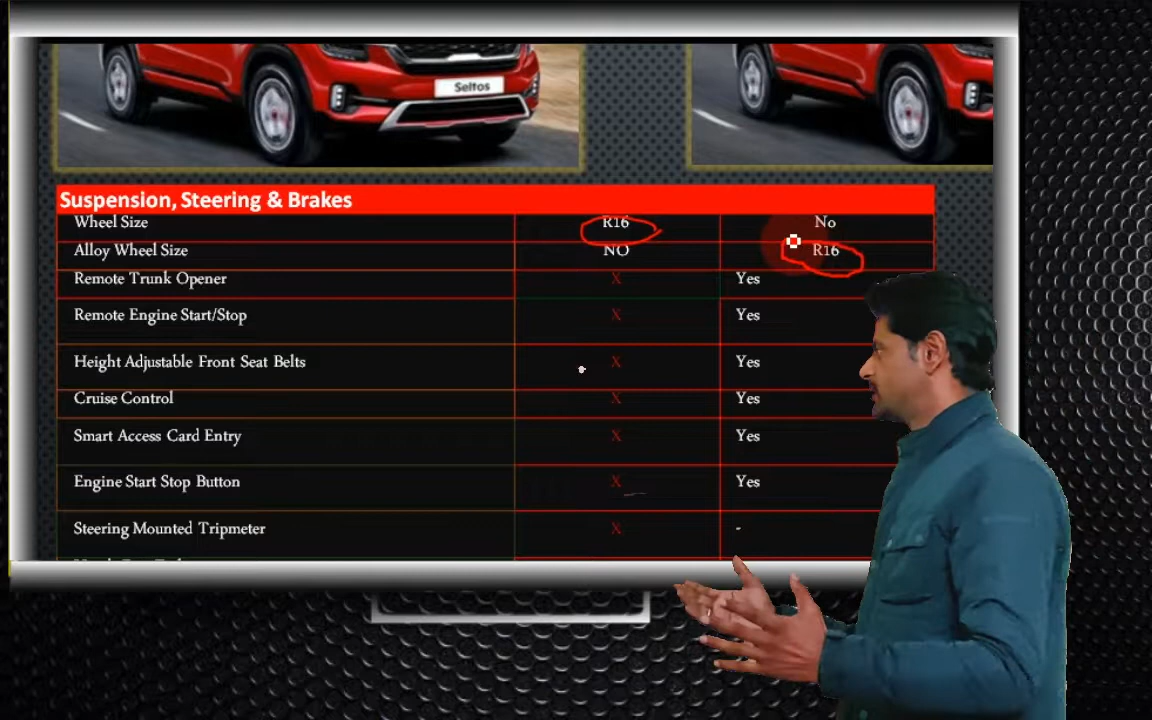 Seltos
Suspension, Steering & Brakes
Wheel Size R16 No
Alloy Wheel Size NO R16
Remote Trunk Opener X Yes
Remote Engine Start/Stop X Yes
Height Adjustable Front Seat Belts X Yes
Cruise Control X Yes
Smart Access Card Entry X Yes
Engine Start Stop Button X Yes
Steering Mounted Tripmeter X -